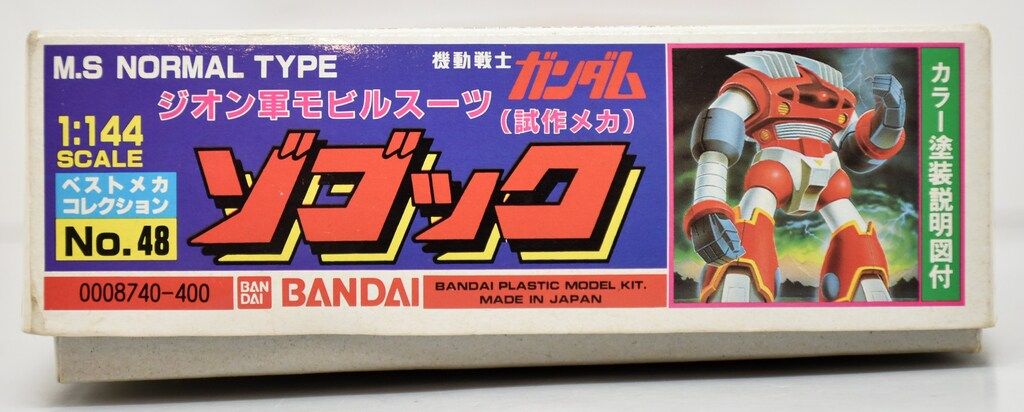 M.S NORMAL TYPE
機動戦士 ガンダム
ジオン軍モビルスーツ
(試作メカ)
1:144
SCALE
ベストメカ
コレクション
No.48
ゾゴック
0008740-400
BAN
DAI
BANDAI
BANDAI PLASTIC MODEL KIT.
MADE IN JAPAN
カラー塗装説明図付